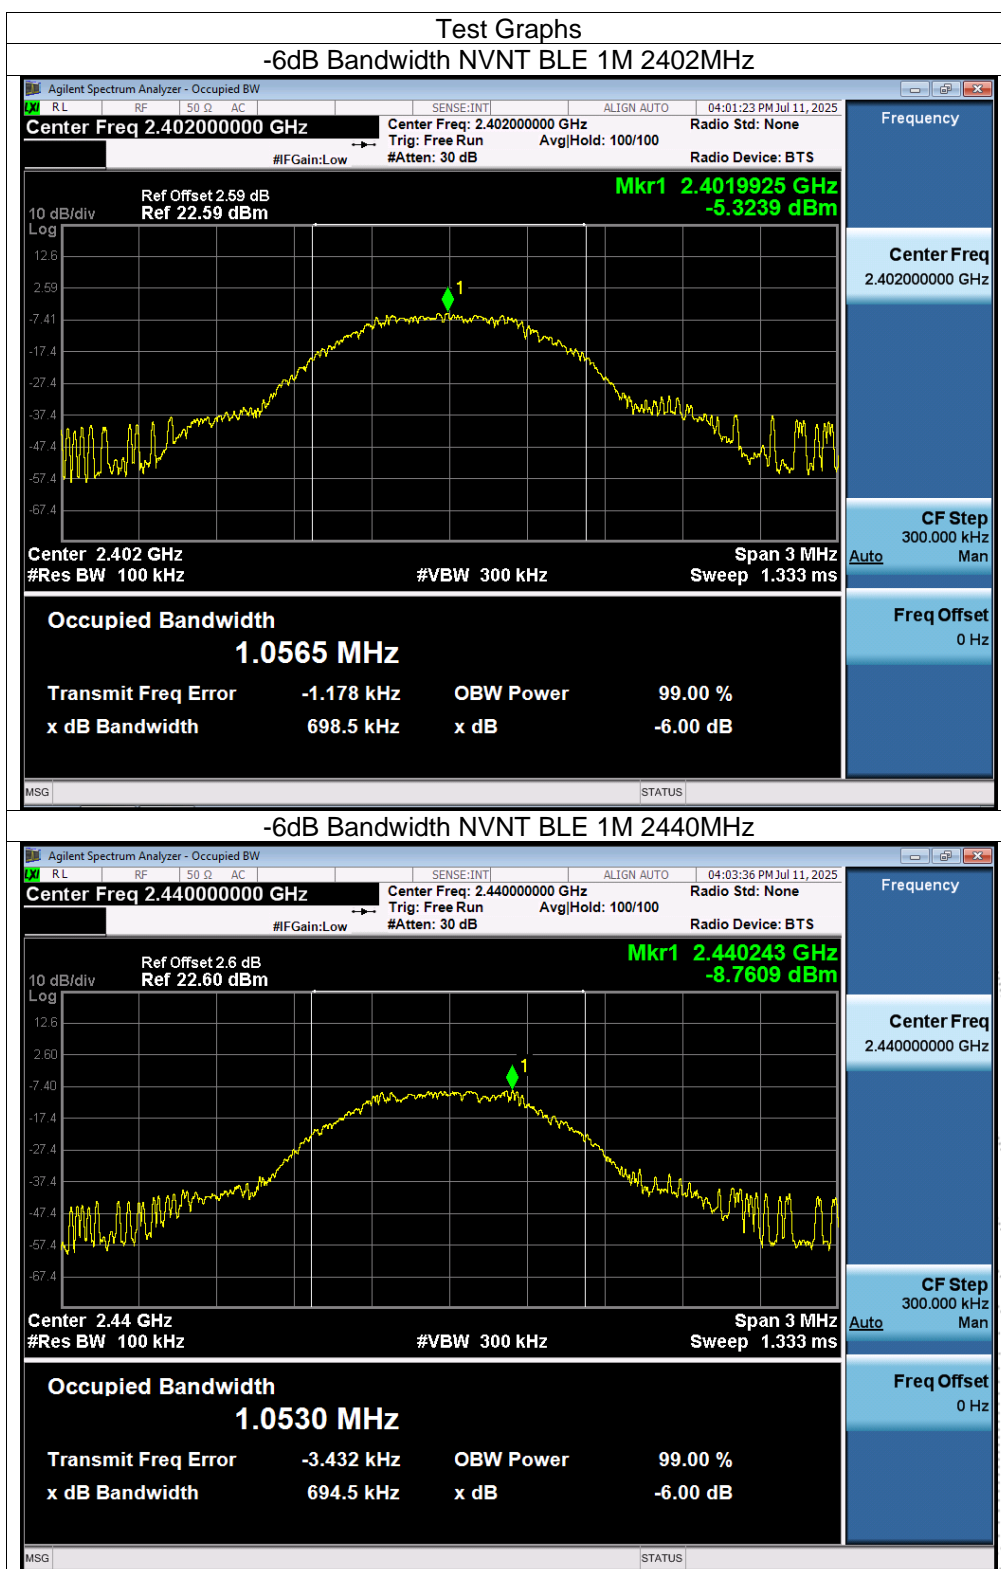 Test Graphs
-6dB Bandwidth NVNT BLE 1M 2402MHz
Agilent Spectrum Analyzer - Occupied BW
LXI RL RF 50 Ω AC SENSE:INT ALIGN AUTO 04:01:23 PM Jul 11, 2025
Center Freq 2.402000000 GHz
Center Freq: 2.402000000 GHz
Radio Std: None
Trig: Free Run Avg|Hold: 100/100
#IFGain:Low #Atten: 30 dB Radio Device: BTS
Frequency
Mkr1 2.4019925 GHz
-5.3239 dBm
Ref Offset 2.59 dB
10 dB/div Ref 22.59 dBm
Log
12.6
2.59
-7.41
-17.4
-27.4
-37.4
-47.4
-57.4
-67.4
1
Center Freq
2.402000000 GHz
CF Step
300.000 kHz
Auto Man
Freq Offset
0 Hz
Center 2.402 GHz Span 3 MHz
#Res BW 100 kHz #VBW 300 kHz Sweep 1.333 ms
Occupied Bandwidth
1.0565 MHz
Transmit Freq Error -1.178 kHz OBW Power 99.00 %
x dB Bandwidth 698.5 kHz x dB -6.00 dB
MSG STATUS
-6dB Bandwidth NVNT BLE 1M 2440MHz
Agilent Spectrum Analyzer - Occupied BW
LXI RL RF 50 Ω AC SENSE:INT ALIGN AUTO 04:03:36 PM Jul 11, 2025
Center Freq 2.440000000 GHz
Center Freq: 2.440000000 GHz
Radio Std: None
Trig: Free Run Avg|Hold: 100/100
#IFGain:Low #Atten: 30 dB Radio Device: BTS
Frequency
Mkr1 2.440243 GHz
-8.7609 dBm
Ref Offset 2.6 dB
10 dB/div Ref 22.60 dBm
Log
12.6
2.60
-7.40
-17.4
-27.4
-37.4
-47.4
-57.4
-67.4
1
Center Freq
2.440000000 GHz
CF Step
300.000 kHz
Auto Man
Freq Offset
0 Hz
Center 2.44 GHz Span 3 MHz
#Res BW 100 kHz #VBW 300 kHz Sweep 1.333 ms
Occupied Bandwidth
1.0530 MHz
Transmit Freq Error -3.432 kHz OBW Power 99.00 %
x dB Bandwidth 694.5 kHz x dB -6.00 dB
MSG STATUS